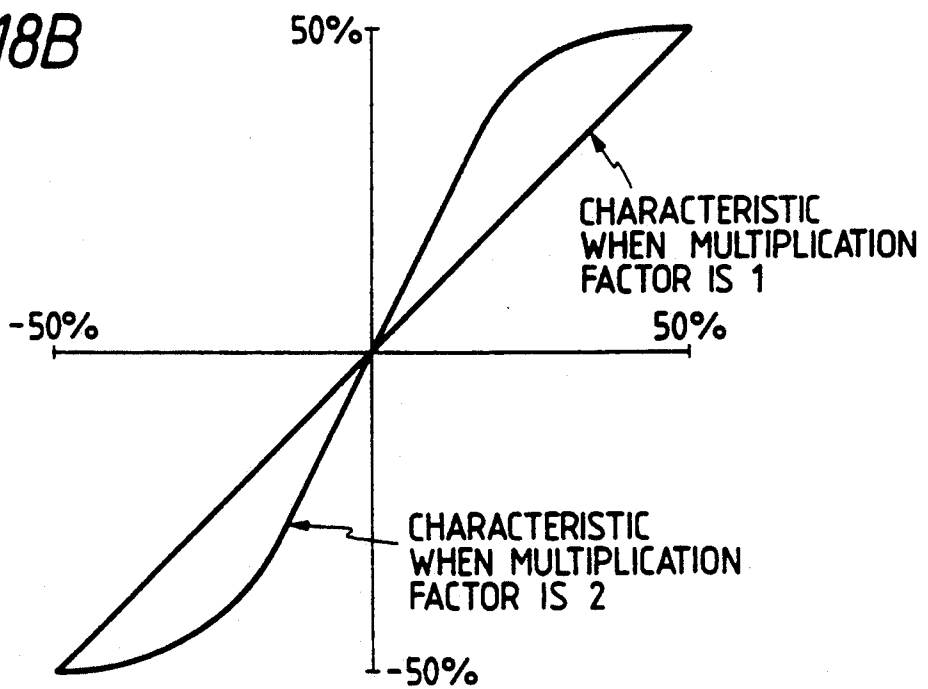 18B
50%
CHARACTERISTIC
WHEN MULTIPLICATION
FACTOR IS 1
-50%
50%
CHARACTERISTIC
WHEN MULTIPLICATION
FACTOR IS 2
-50%